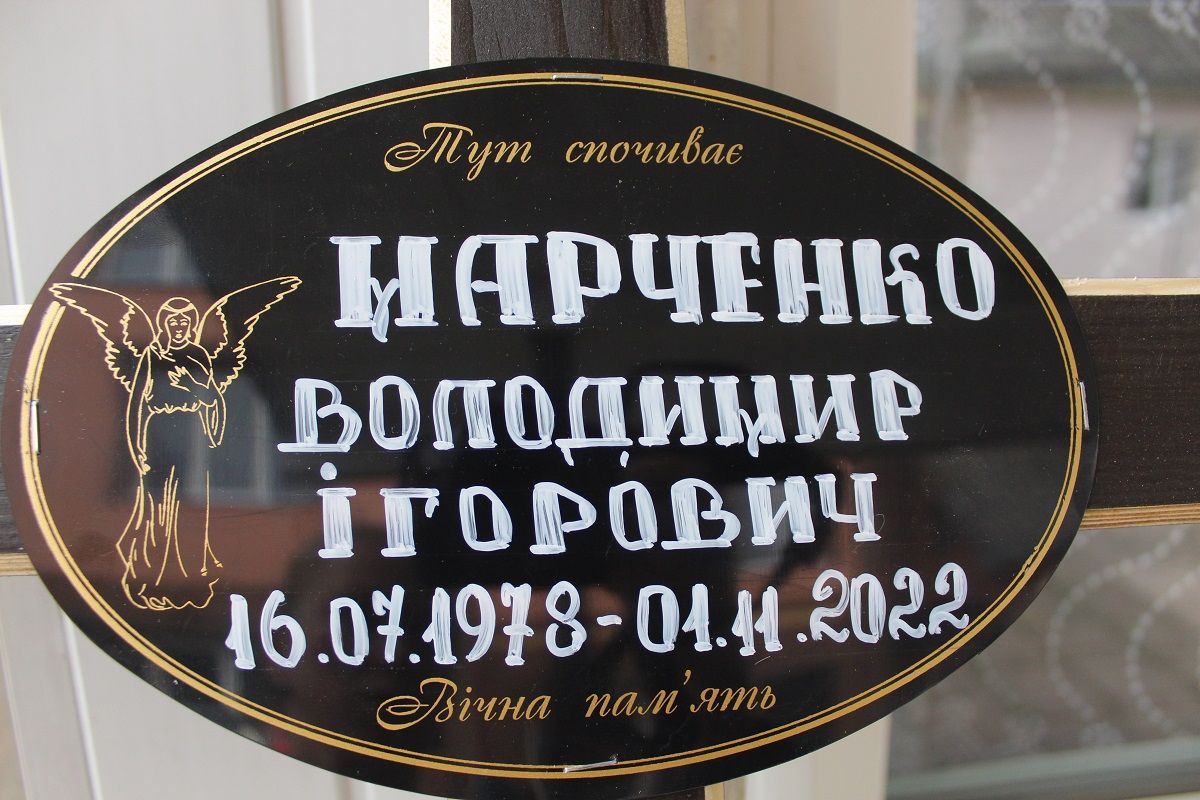 Тут спочиває
МАРЧЕНКО
ВОЛОДИМИР
ІГОРОВИЧ
16.07.1978-01.11.2022
Вічна пам'ять